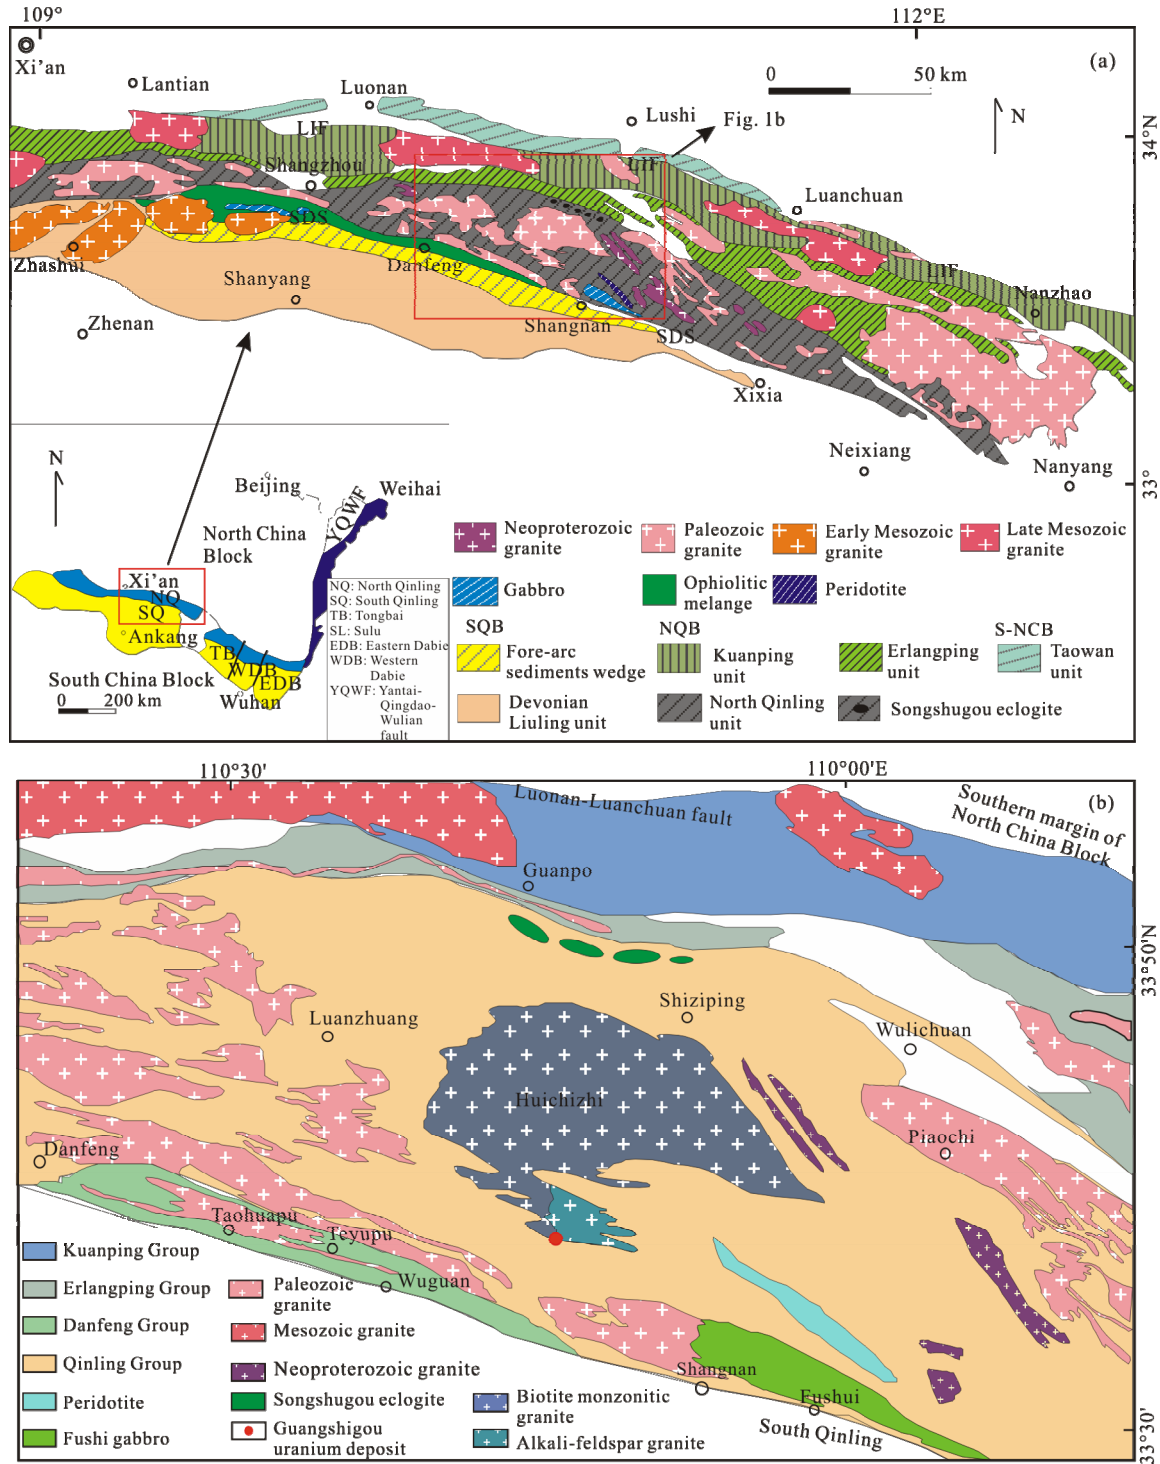 109°
112°E
Xi'an
(a)
Lantian
0
50 km
Luonan
Lushi
Fig. 1b
N
LIF
34°N
Shangzhou
LIF
Luanchuan
SDS
Zhashui
Danfeng
Shanyang
LIF
Nanzhao
Zhenan
Shangnan
SDS
Xixia
Neixiang
Nanyang
33°
N
Beijing
Weihai
YQWF
North China
Block
Xi'an
NQ
SQ
Ankang
TB
WDB
EDB
South China Block
Wuhan
0
200 km
NQ: North Qinling
SQ: South Qinling
TB: Tongbai
SL: Sulu
EDB: Eastern Dabie
WDB: Western
Dabie
YQWF: Yantai-
Qingdao-
Wulian
fault
Neoproterozoic
granite
Paleozoic
granite
Early Mesozoic
granite
Late Mesozoic
granite
Gabbro
Ophiolitic
melange
Peridotite
SQB
NQB
S-NCB
Fore-arc
sediments wedge
Kuanping
unit
Erlangping
unit
Taowan
unit
Devonian
Liuling unit
North Qinling
unit
Songshugou eclogite
110°30'
110°00'E
(b)
Luonan-Luanchuan fault
Southern margin of
North China Block
Guanpo
33°50'N
Shiziping
Luanzhuang
Wulichuan
Huichizhi
Danfeng
Piaochi
Taohuapu
Teyupu
Wuguan
Shangnan
Fushui
South Qinling
33°30'
Kuanping Group
Erlangping Group
Danfeng Group
Qinling Group
Peridotite
Fushi gabbro
Paleozoic
granite
Mesozoic granite
Neoproterozoic granite
Songshugou eclogite
Guangshigou
uranium deposit
Biotite monzonitic
granite
Alkali-feldspar granite